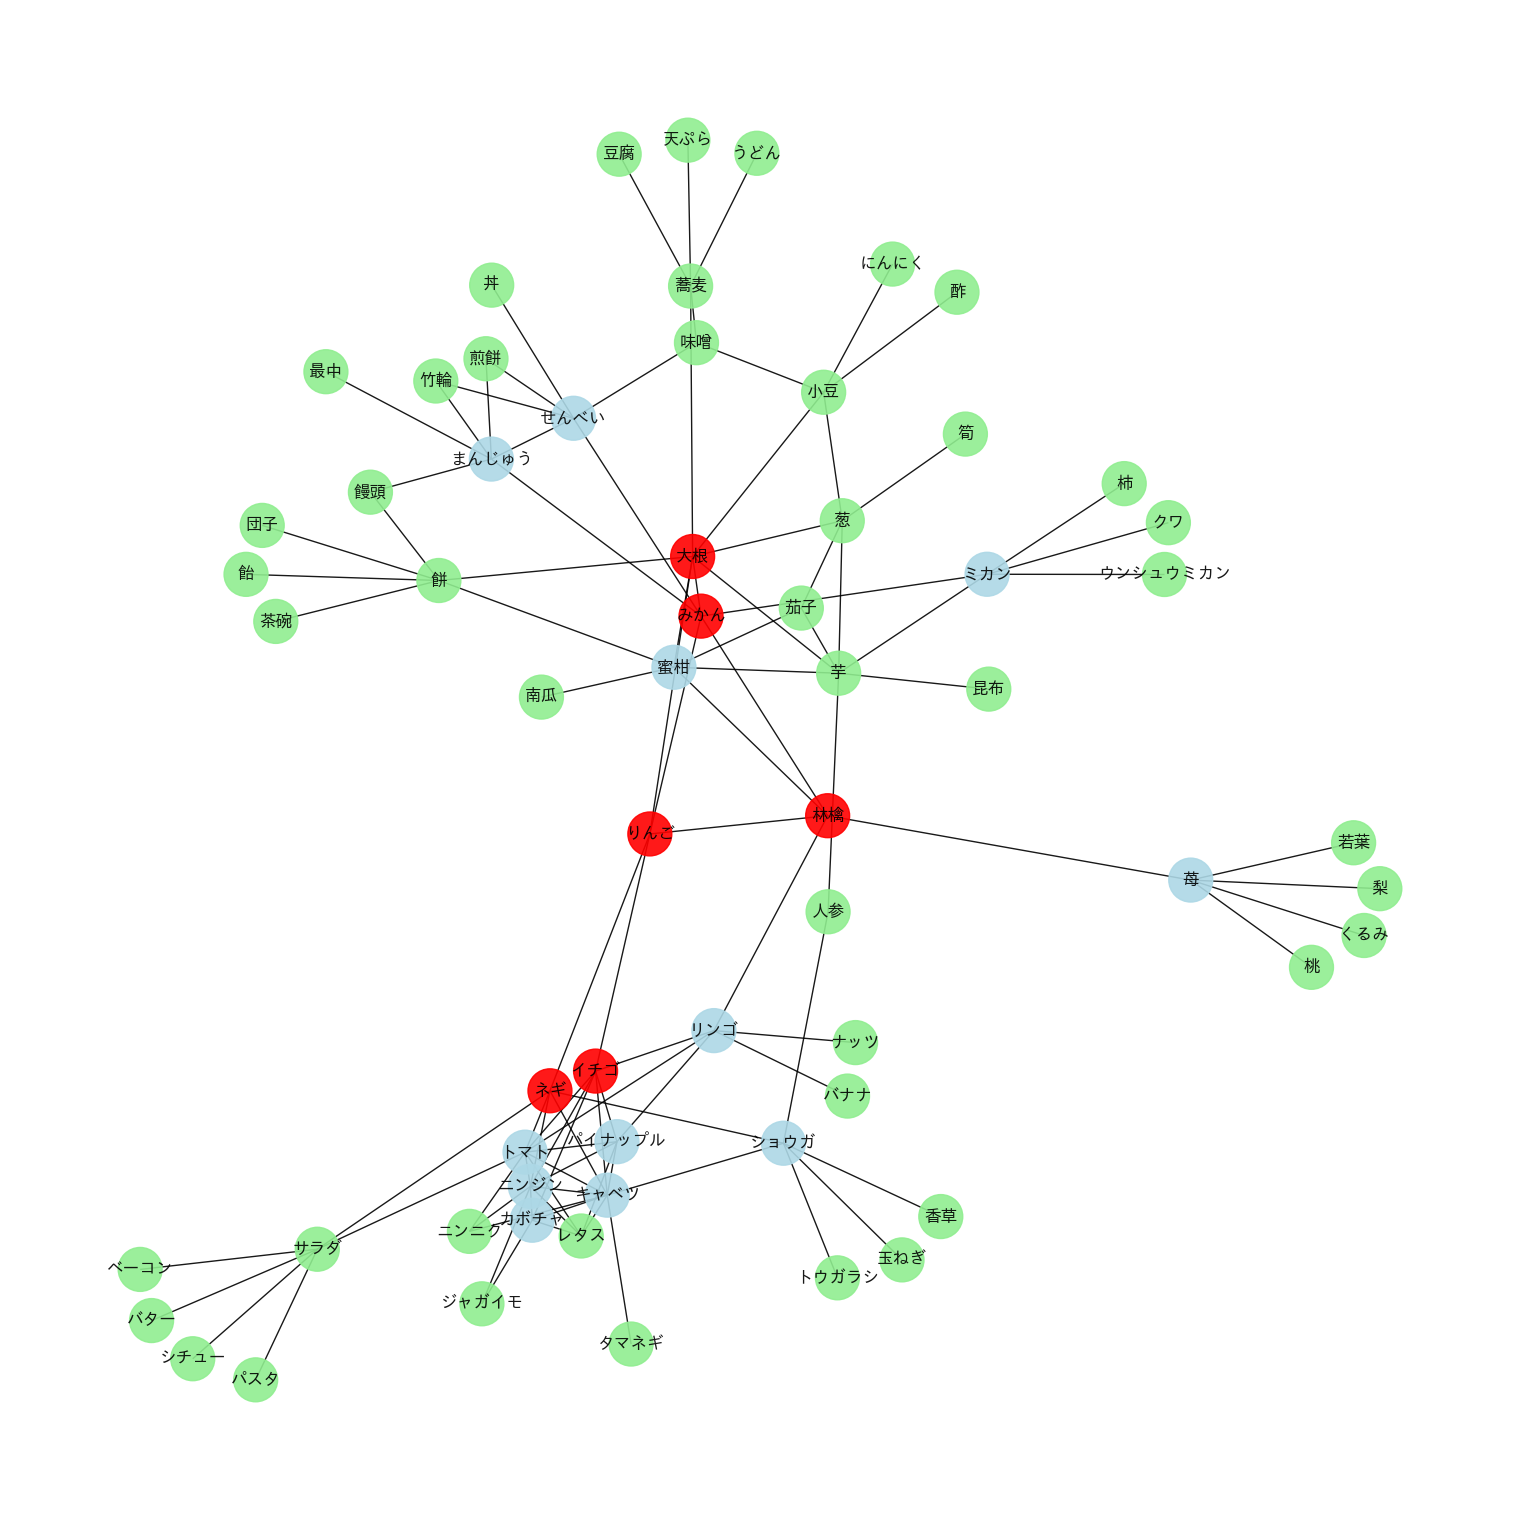 天ぷら
豆腐
うどん
にんにく
蕎麦
丼
酢
味噌
煎餅
最中
竹輪
小豆
せんべい
筍
まんじゅう
柿
饅頭
葱
クワ
団子
大根
飴
餅
ミカン
ウンシュウミカン
茄子
みかん
茶碗
蜜柑
芋
昆布
南瓜
林檎
りんご
若葉
苺
梨
人参
くるみ
桃
リンゴ
ナッツ
イチゴ
ネギ
バナナ
パイナップル
ショウガ
トマト
ニンジン
キャベツ
香草
カボチャ
ニンニク
レタス
サラダ
玉ねぎ
ベーコン
トウガラシ
ジャガイモ
バター
タマネギ
シチュー
パスタ